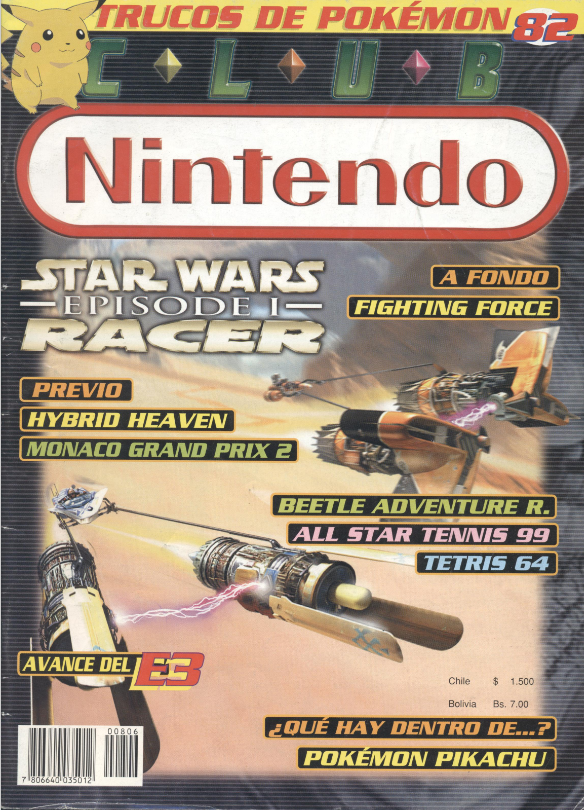 TRUCOS DE POKÉMON
82
CLUB
Nintendo
STAR WARS
EPISODE I
RACER
A FONDO
FIGHTING FORCE
PREVIO
HYBRID HEAVEN
MONACO GRAND PRIX 2
BEETLE ADVENTURE R.
ALL STAR TENNIS 99
TETRIS 64
AVANCE DEL E3
Chile $ 1.500
Bolivia Bs. 7.00
00806
7 806640 035012
¿QUÉ HAY DENTRO DE...?
POKÉMON PIKACHU